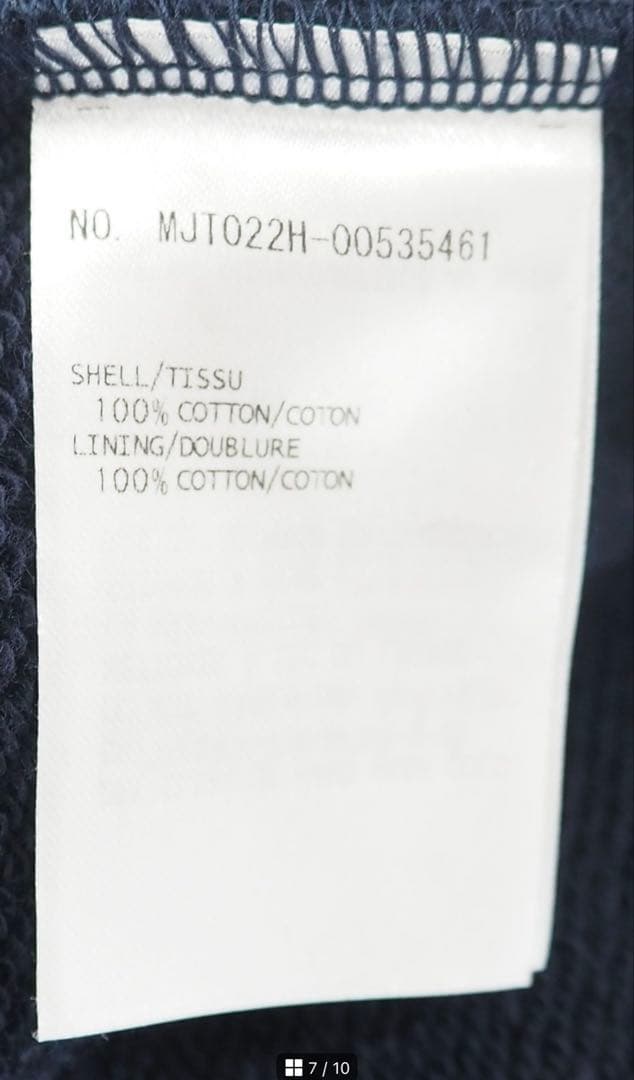 NO. MJT022H-00535461
SHELL/TISSU
100% COTTON/COTON
LINING/DOUBLURE
100% COTTON/COTON
7 / 10